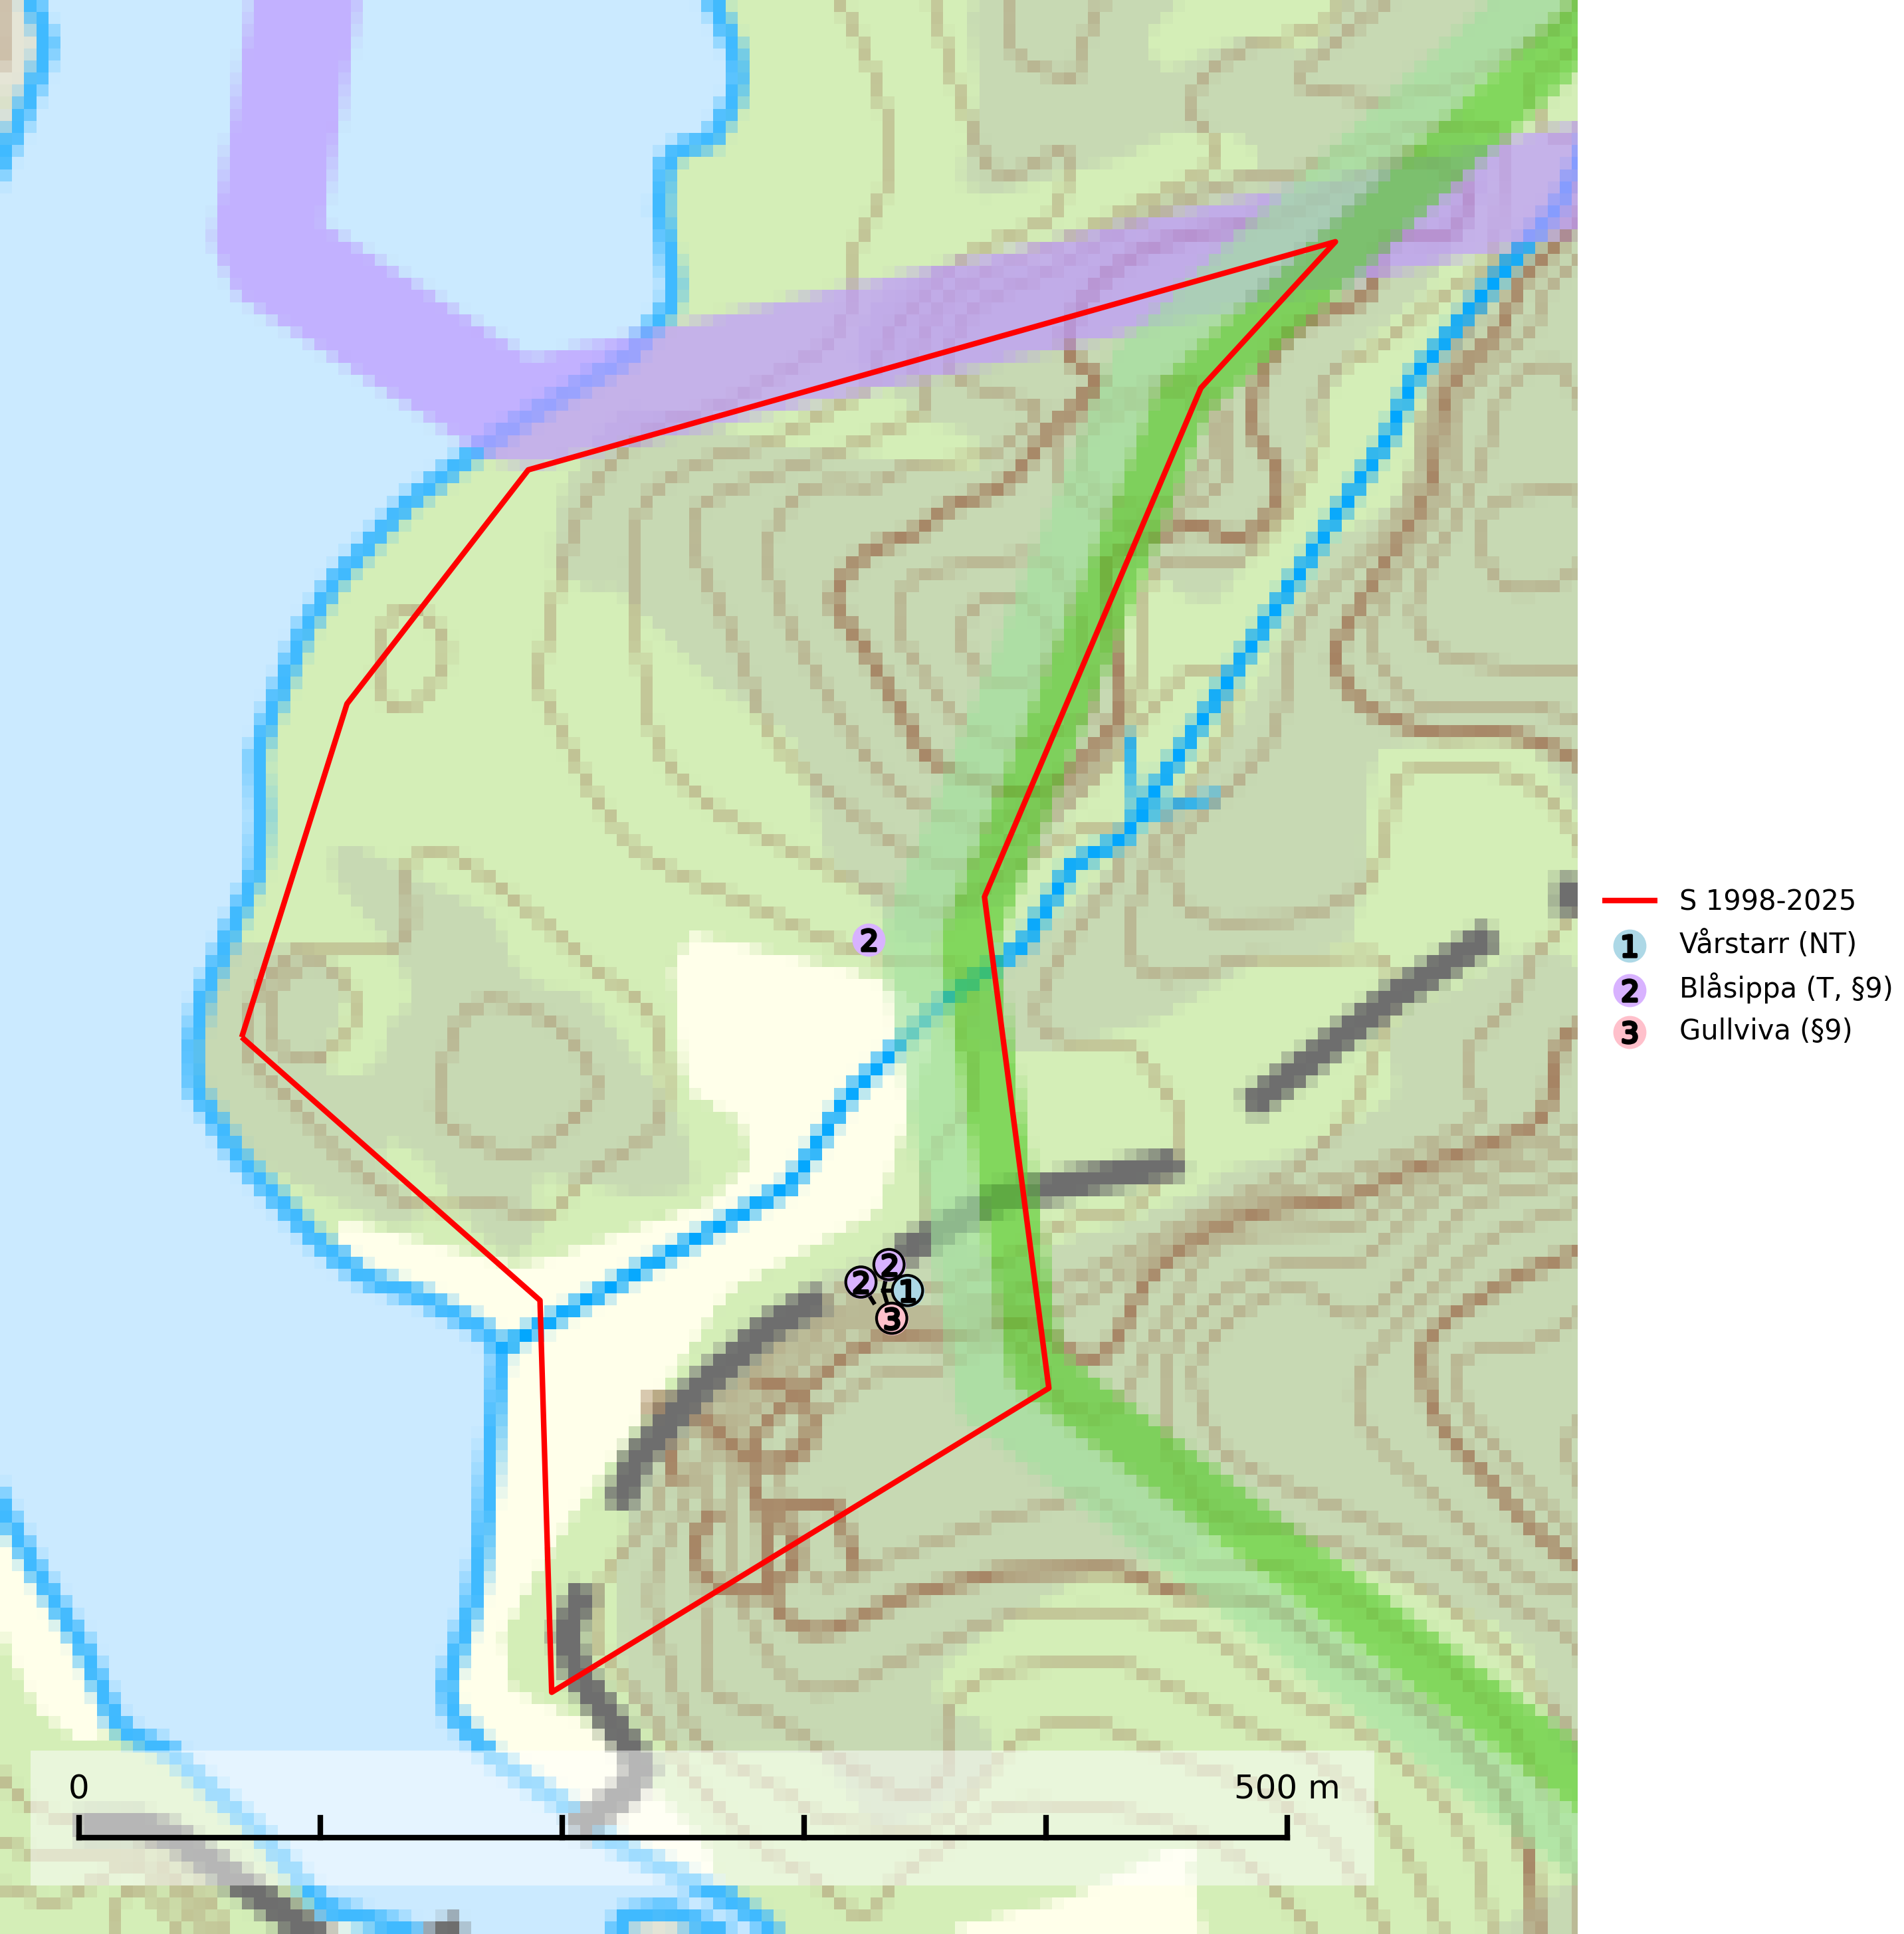 2
2
2
1
3
0
500 m
S 1998-2025
1 Vårstarr (NT)
2 Blåsippa (T, §9)
3 Gullviva (§9)